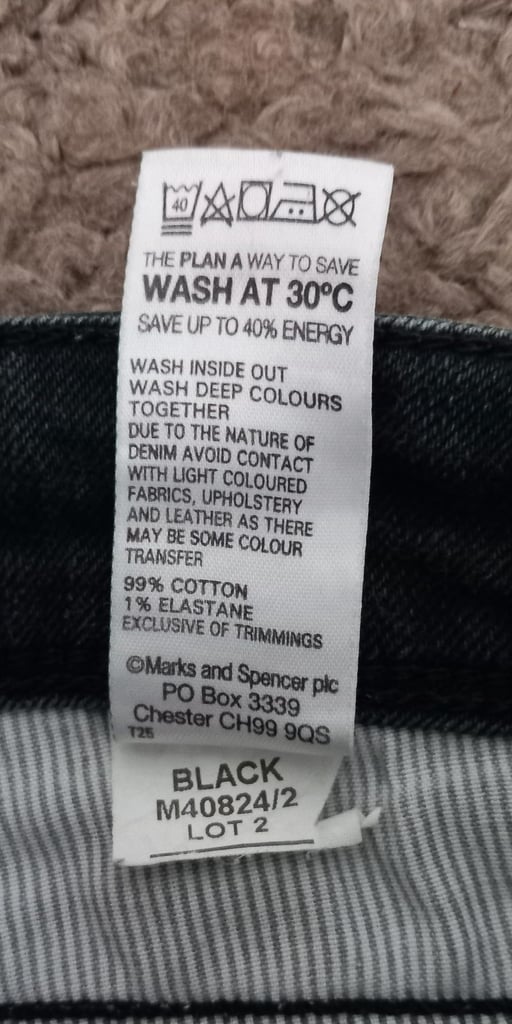 40
THE PLAN A WAY TO SAVE
WASH AT 30ºC
SAVE UP TO 40% ENERGY
WASH INSIDE OUT
WASH DEEP COLOURS
TOGETHER
DUE TO THE NATURE OF
DENIM AVOID CONTACT
WITH LIGHT COLOURED
FABRICS, UPHOLSTERY
AND LEATHER AS THERE
MAY BE SOME COLOUR
TRANSFER
99% COTTON
1% ELASTANE
EXCLUSIVE OF TRIMMINGS
©Marks and Spencer plc
PO Box 3339
Chester CH99 9QS
T25
BLACK
M40824/2
LOT 2